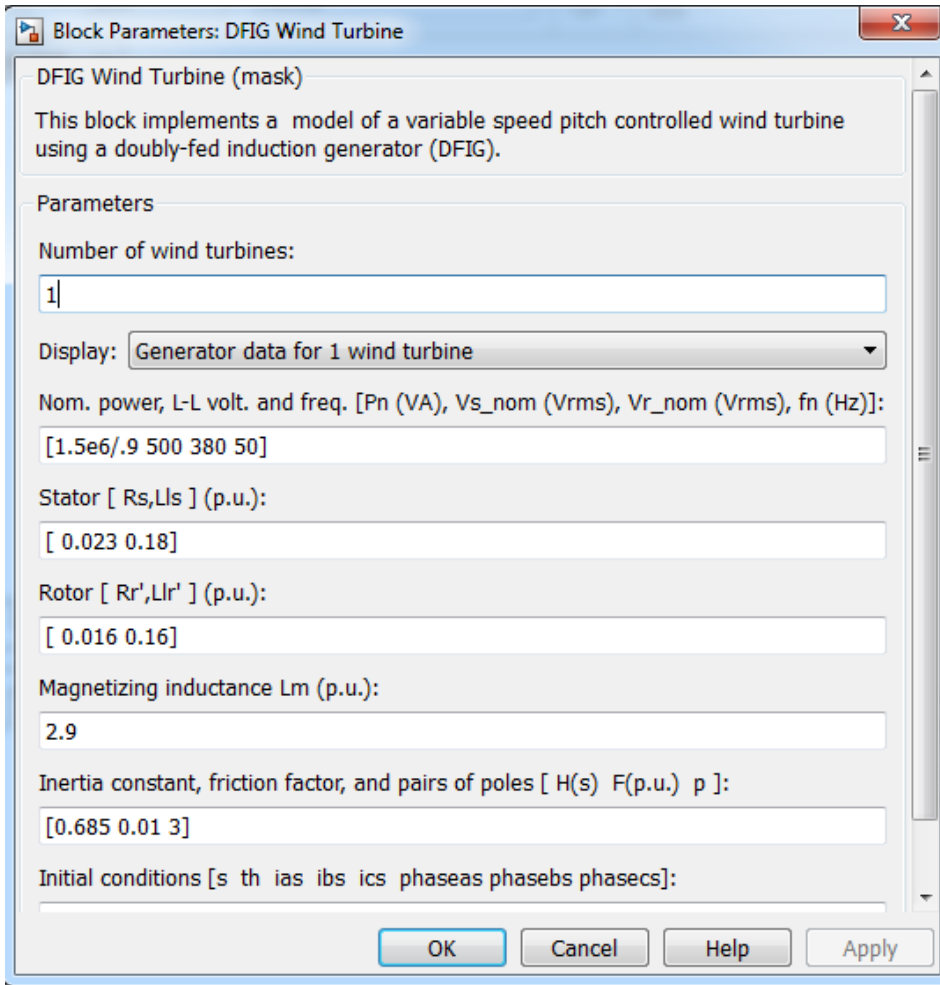 Block Parameters: DFIG Wind Turbine
DFIG Wind Turbine (mask)
This block implements a  model of a variable speed pitch controlled wind turbine
using a doubly-fed induction generator (DFIG).
Parameters
Number of wind turbines:
1
Display: Generator data for 1 wind turbine
Nom. power, L-L volt. and freq. [Pn (VA), Vs_nom (Vrms), Vr_nom (Vrms), fn (Hz)]:
[1.5e6/.9 500 380 50]
Stator [ Rs,Lls ] (p.u.):
[ 0.023 0.18]
Rotor [ Rr',Llr' ] (p.u.):
[ 0.016 0.16]
Magnetizing inductance Lm (p.u.):
2.9
Inertia constant, friction factor, and pairs of poles [ H(s)  F(p.u.)  p ]:
[0.685 0.01 3]
Initial conditions [s  th  ias  ibs  ics  phaseas phasebs phasecs]:
OK Cancel Help Apply